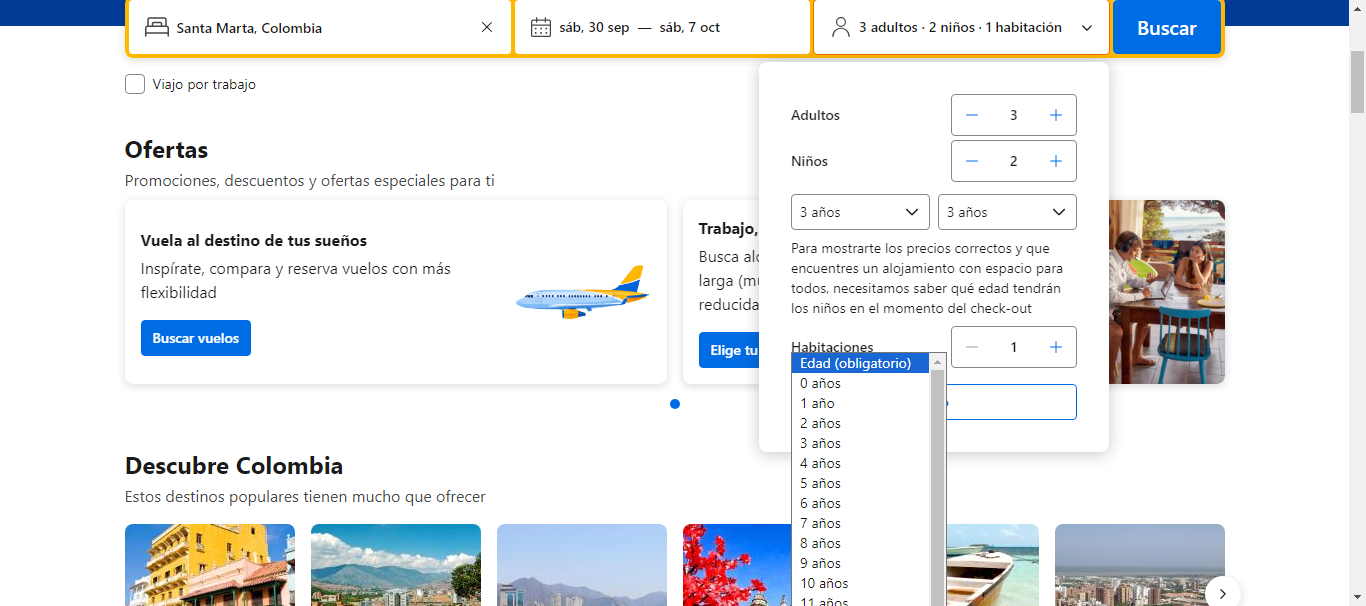 Santa Marta, Colombia
sáb, 30 sep — sáb, 7 oct
3 adultos · 2 niños · 1 habitación
Buscar
Viajo por trabajo
Adultos
3
Niños
2
3 años
3 años
Para mostrarte los precios correctos y que
encuentres un alojamiento con espacio para
todos, necesitamos saber qué edad tendrán
los niños en el momento del check-out
Habitaciones
1
Edad (obligatorio)
0 años
1 año
2 años
3 años
4 años
5 años
6 años
7 años
8 años
9 años
10 años
11 años
Ofertas
Promociones, descuentos y ofertas especiales para ti
Vuela al destino de tus sueños
Inspírate, compara y reserva vuelos con más
flexibilidad
Buscar vuelos
Trabajo,
Busca
larga
reducida
Elige tu
Descubre Colombia
Estos destinos populares tienen mucho que ofrecer